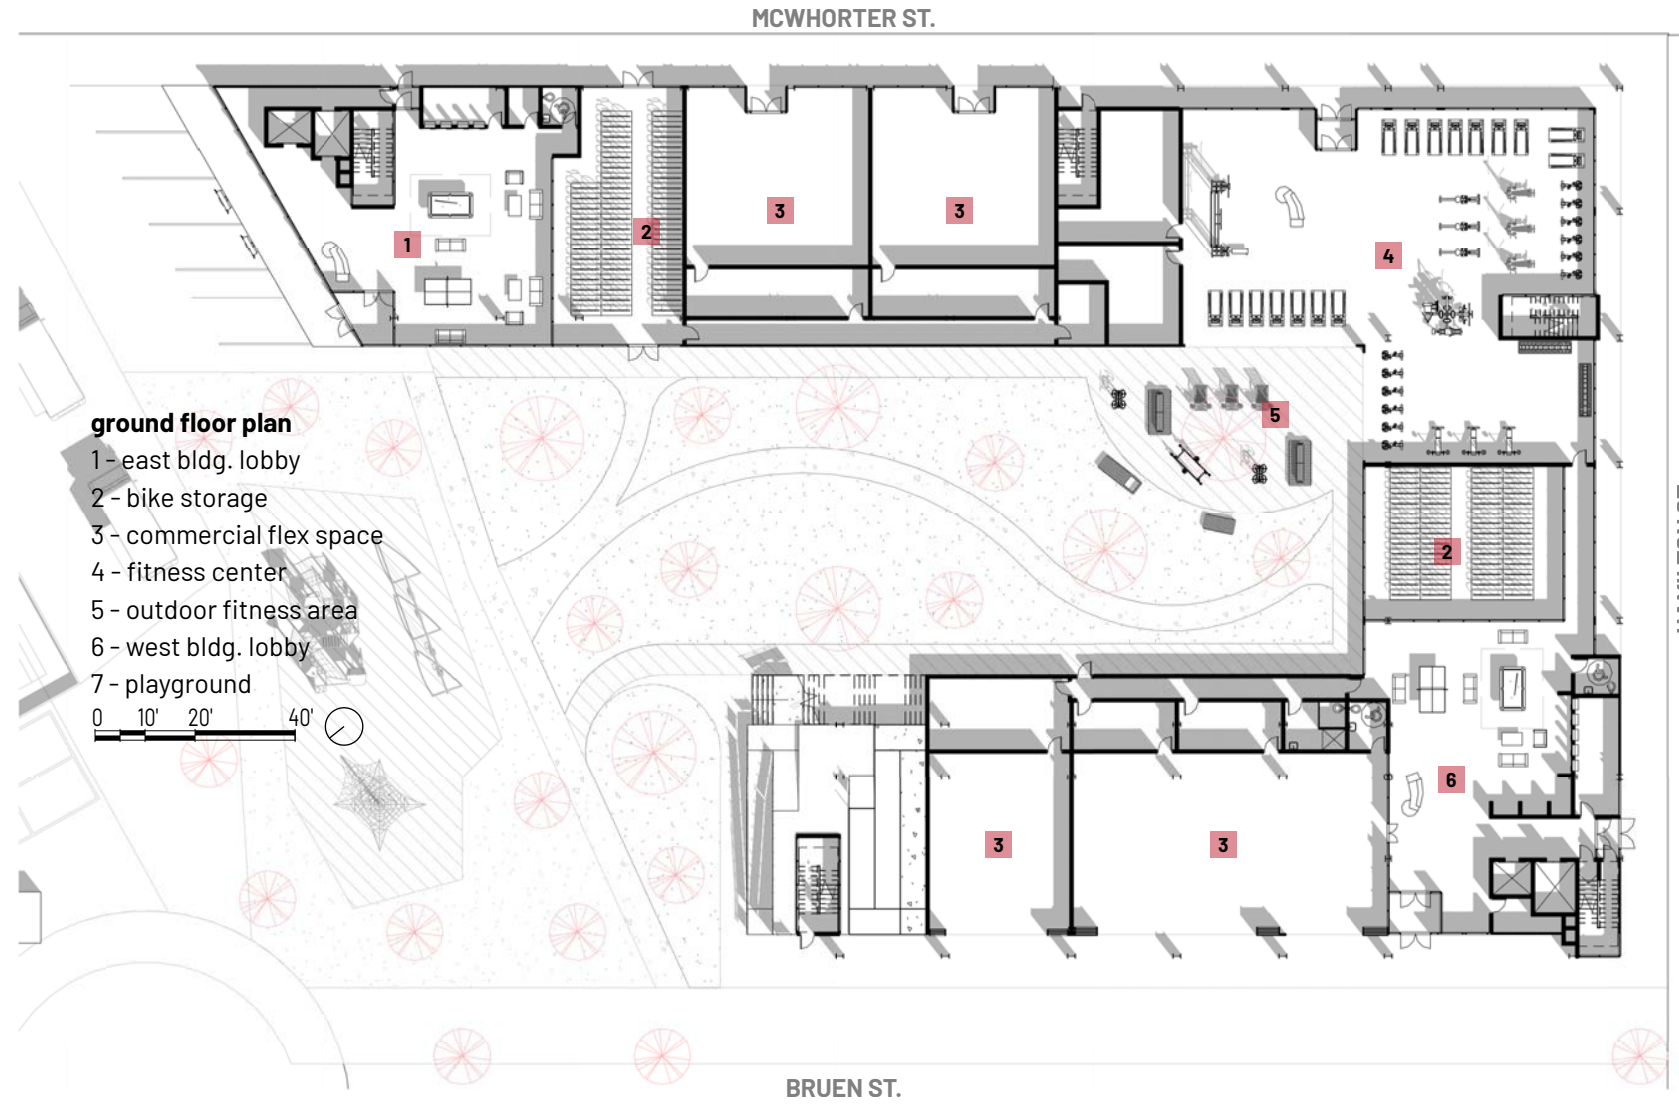 MCWHORTER ST.
1
2
3
3
4
5
ground floor plan
1 - east bldg. lobby
2 - bike storage
3 - commercial flex space
4 - fitness center
5 - outdoor fitness area
6 - west bldg. lobby
7 - playground
0 10' 20' 40'
2
6
3
3
BRUEN ST.